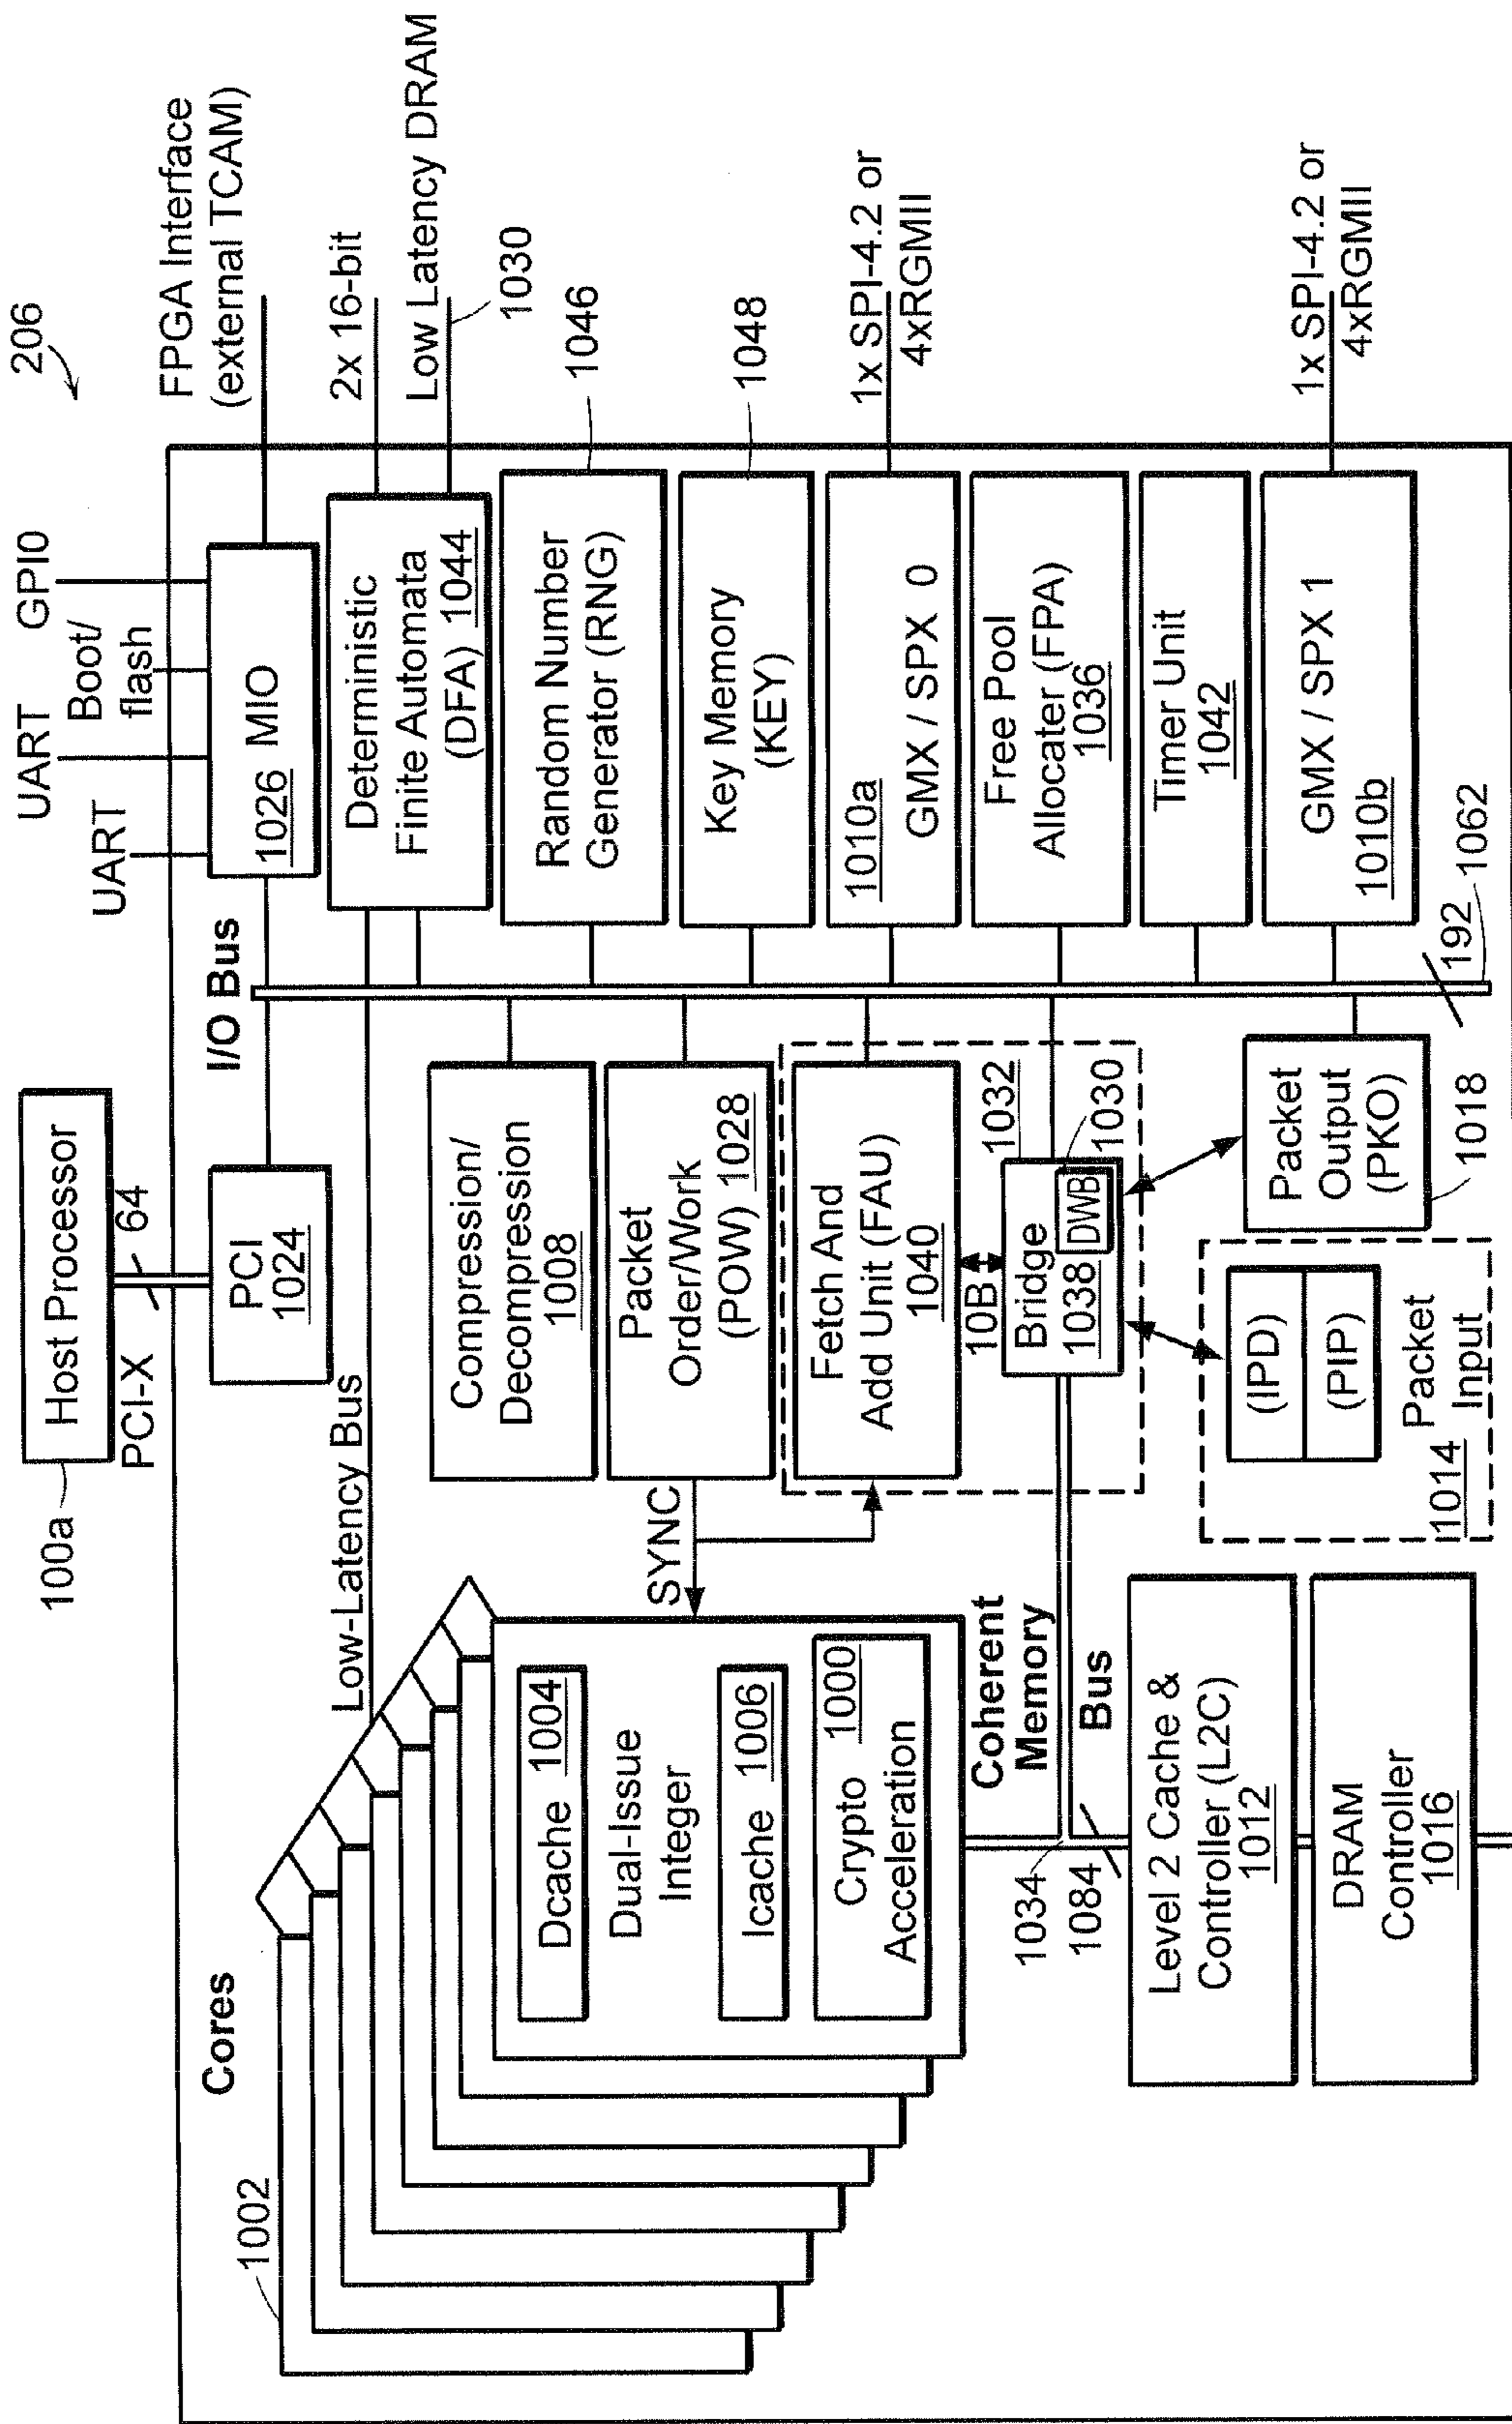 206
100a
Host Processor
PCI-X
64
PCI
1024
I/O Bus
UART
UART
Boot/
flash
GPI0
MIO
1026
FPGA Interface
(external TCAM)
2x 16-bit
Low Latency DRAM
1030
Cores
1002
Low-Latency Bus
Deterministic
Finite Automata
(DFA) 1044
Random Number
Generator (RNG)
1046
Key Memory
(KEY)
1048
1010a
GMX / SPX 0
1x SPI-4.2 or
4xRGMII
Free Pool
Allocater (FPA)
1036
Timer Unit
1042
GMX / SPX 1
1010b
1x SPI-4.2 or
4xRGMII
192
1062
Compression/
Decompression
1008
Packet
Order/Work
(POW) 1028
SYNC
Fetch And
Add Unit (FAU)
1040
10B
1032
Bridge
1038
DWB
1030
Packet
Output
(PKO)
1018
(IPD)
(PIP)
Packet
Input
1014
Dcache 1004
Dual-Issue
Integer
Icache 1006
Crypto 1000
Acceleration
Coherent
Memory
Bus
1034
1084
Level 2 Cache &
Controller (L2C)
1012
DRAM
Controller
1016